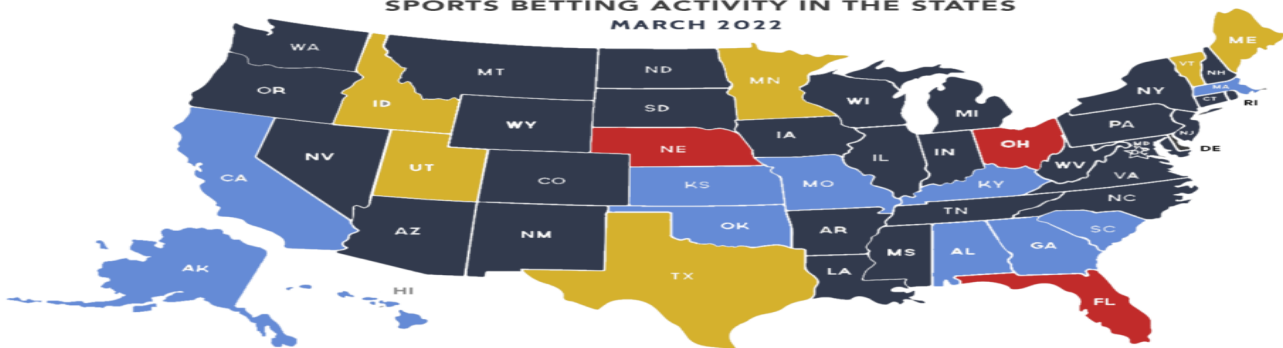 SPORTS BETTING ACTIVITY IN THE STATES
MARCH 2022
WA
MT
ND
MN
ME
VT
NH
OR
ID
SD
WI
MI
NY
MA
CT
RI
WY
NV
UT
NE
IA
IL
IN
OH
PA
NJ
MD
DE
DC
CA
CO
KS
MO
KY
WV
VA
NC
TN
AZ
NM
OK
AR
MS
AL
GA
SC
LA
TX
FL
AK
HI